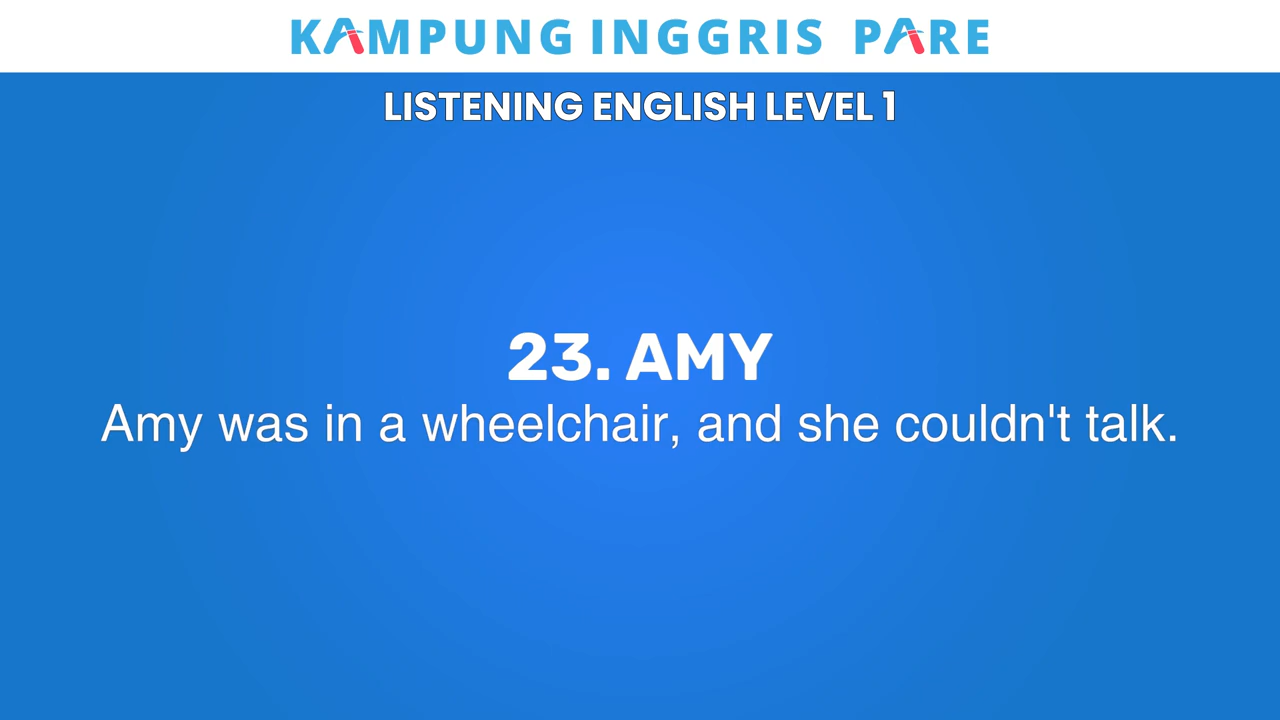 KAMPUNG INGGRIS PARE
LISTENING ENGLISH LEVEL 1
23. AMY
Amy was in a wheelchair, and she couldn't talk.